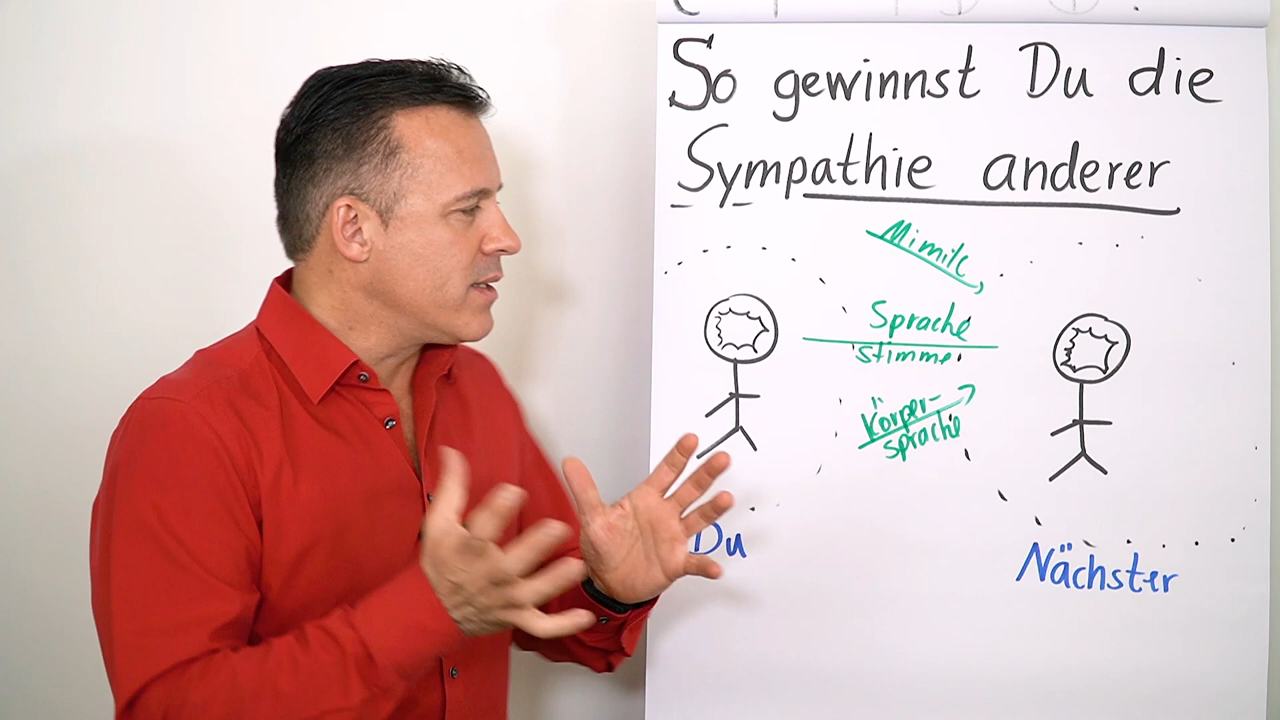 So gewinnst Du die
Sympathie anderer
Mimik
Sprache
Stimme
Körper-
sprache
Du
Nächster